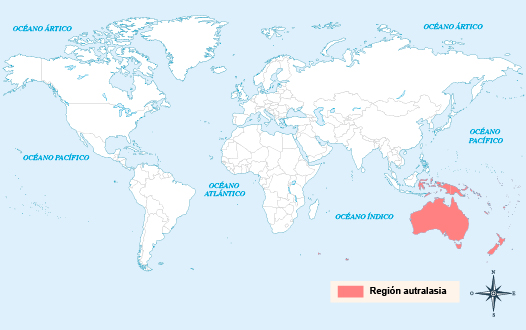 OCÉANO ÁRTICO
OCÉANO ÁRTICO
OCÉANO
PACÍFICO
OCÉANO PACÍFICO
OCÉANO
ATLÁNTICO
OCÉANO ÍNDICO
Región autralasia
N
O
E
S